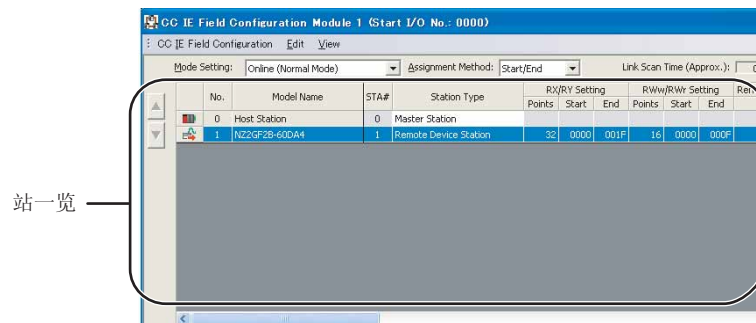 CC IE Field Configuration Module 1 (Start I/O No.: 0000)
CC IE Field Configuration Edit View
Mode Setting: Online (Normal Mode) Assignment Method: Start/End Link Scan Time (Approx.):
No. Model Name STA# Station Type RX/RY Setting RWw/RWr Setting
Points Start End Points Start End
0 Host Station 0 Master Station
1 NZ2GF2B-60DA4 1 Remote Device Station 32 0000 001F 16 0000 000F
站一览